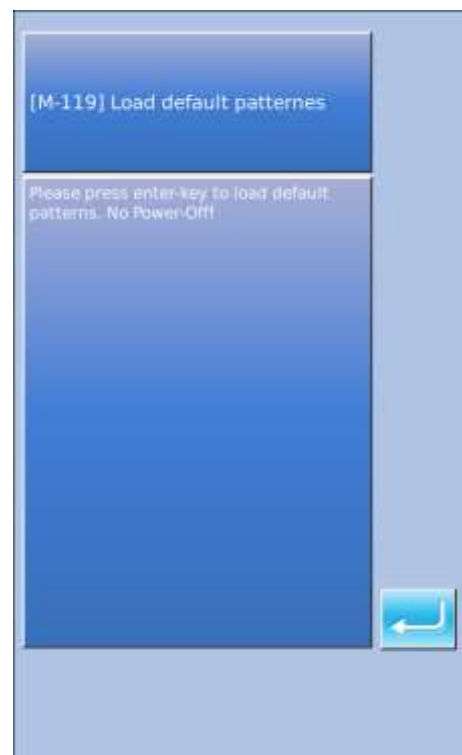 [M-119] Load default patternes
Please press enter-key to load default
patterns. No Power-Off!